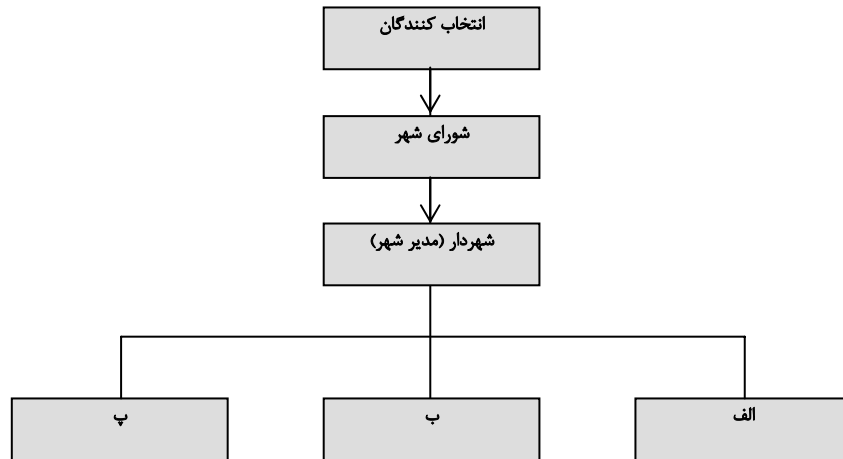 انتخاب کنندگان
شورای شهر
شهردار (مدیر شهر)
الف
ب
پ